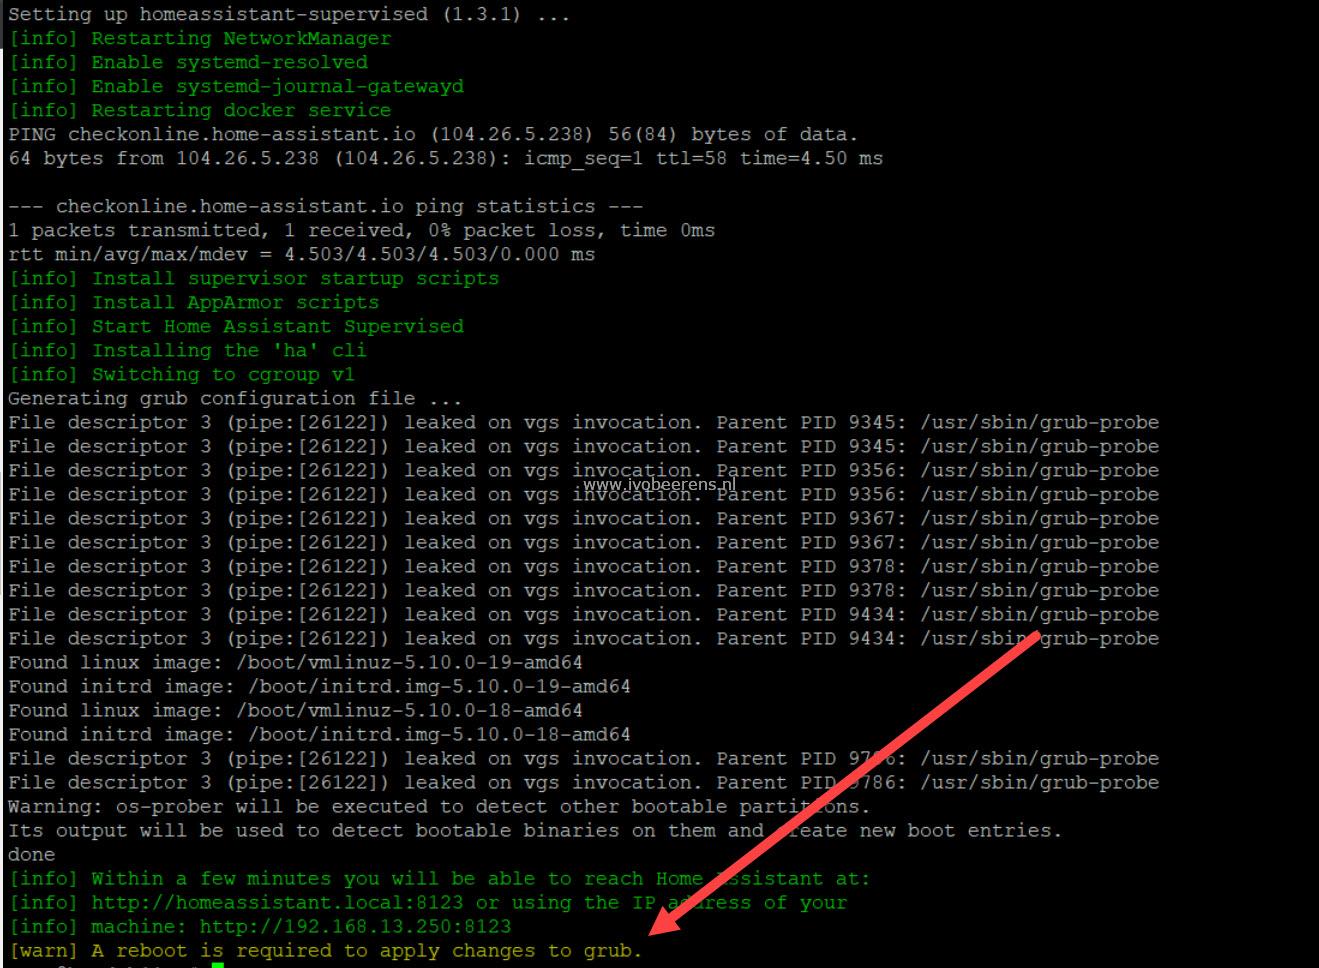 Setting up homeassistant-supervised (1.3.1) ...
[info] Restarting NetworkManager
[info] Enable systemd-resolved
[info] Enable systemd-journal-gatewayd
[info] Restarting docker service
PING checkonline.home-assistant.io (104.26.5.238) 56(84) bytes of data.
64 bytes from 104.26.5.238 (104.26.5.238): icmp_seq=1 ttl=58 time=4.50 ms

--- checkonline.home-assistant.io ping statistics ---
1 packets transmitted, 1 received, 0% packet loss, time 0ms
rtt min/avg/max/mdev = 4.503/4.503/4.503/0.000 ms
[info] Install supervisor startup scripts
[info] Install AppArmor scripts
[info] Start Home Assistant Supervised
[info] Installing the 'ha' cli
[info] Switching to cgroup v1
Generating grub configuration file ...
File descriptor 3 (pipe:[26122]) leaked on vgs invocation. Parent PID 9345: /usr/sbin/grub-probe
File descriptor 3 (pipe:[26122]) leaked on vgs invocation. Parent PID 9345: /usr/sbin/grub-probe
File descriptor 3 (pipe:[26122]) leaked on vgs invocation. Parent PID 9356: /usr/sbin/grub-probe
www.ivobeerens.nl
File descriptor 3 (pipe:[26122]) leaked on vgs invocation. Parent PID 9356: /usr/sbin/grub-probe
File descriptor 3 (pipe:[26122]) leaked on vgs invocation. Parent PID 9367: /usr/sbin/grub-probe
File descriptor 3 (pipe:[26122]) leaked on vgs invocation. Parent PID 9367: /usr/sbin/grub-probe
File descriptor 3 (pipe:[26122]) leaked on vgs invocation. Parent PID 9378: /usr/sbin/grub-probe
File descriptor 3 (pipe:[26122]) leaked on vgs invocation. Parent PID 9378: /usr/sbin/grub-probe
File descriptor 3 (pipe:[26122]) leaked on vgs invocation. Parent PID 9434: /usr/sbin/grub-probe
File descriptor 3 (pipe:[26122]) leaked on vgs invocation. Parent PID 9434: /usr/sbin/grub-probe
Found linux image: /boot/vmlinuz-5.10.0-19-amd64
Found initrd image: /boot/initrd.img-5.10.0-19-amd64
Found linux image: /boot/vmlinuz-5.10.0-18-amd64
Found initrd image: /boot/initrd.img-5.10.0-18-amd64
File descriptor 3 (pipe:[26122]) leaked on vgs invocation. Parent PID 9786: /usr/sbin/grub-probe
File descriptor 3 (pipe:[26122]) leaked on vgs invocation. Parent PID 9786: /usr/sbin/grub-probe
Warning: os-prober will be executed to detect other bootable partitions.
Its output will be used to detect bootable binaries on them and create new boot entries.
done
[info] Within a few minutes you will be able to reach Home Assistant at:
[info] http://homeassistant.local:8123 or using the IP address of your
[info] machine: http://192.168.13.250:8123
[warn] A reboot is required to apply changes to grub.